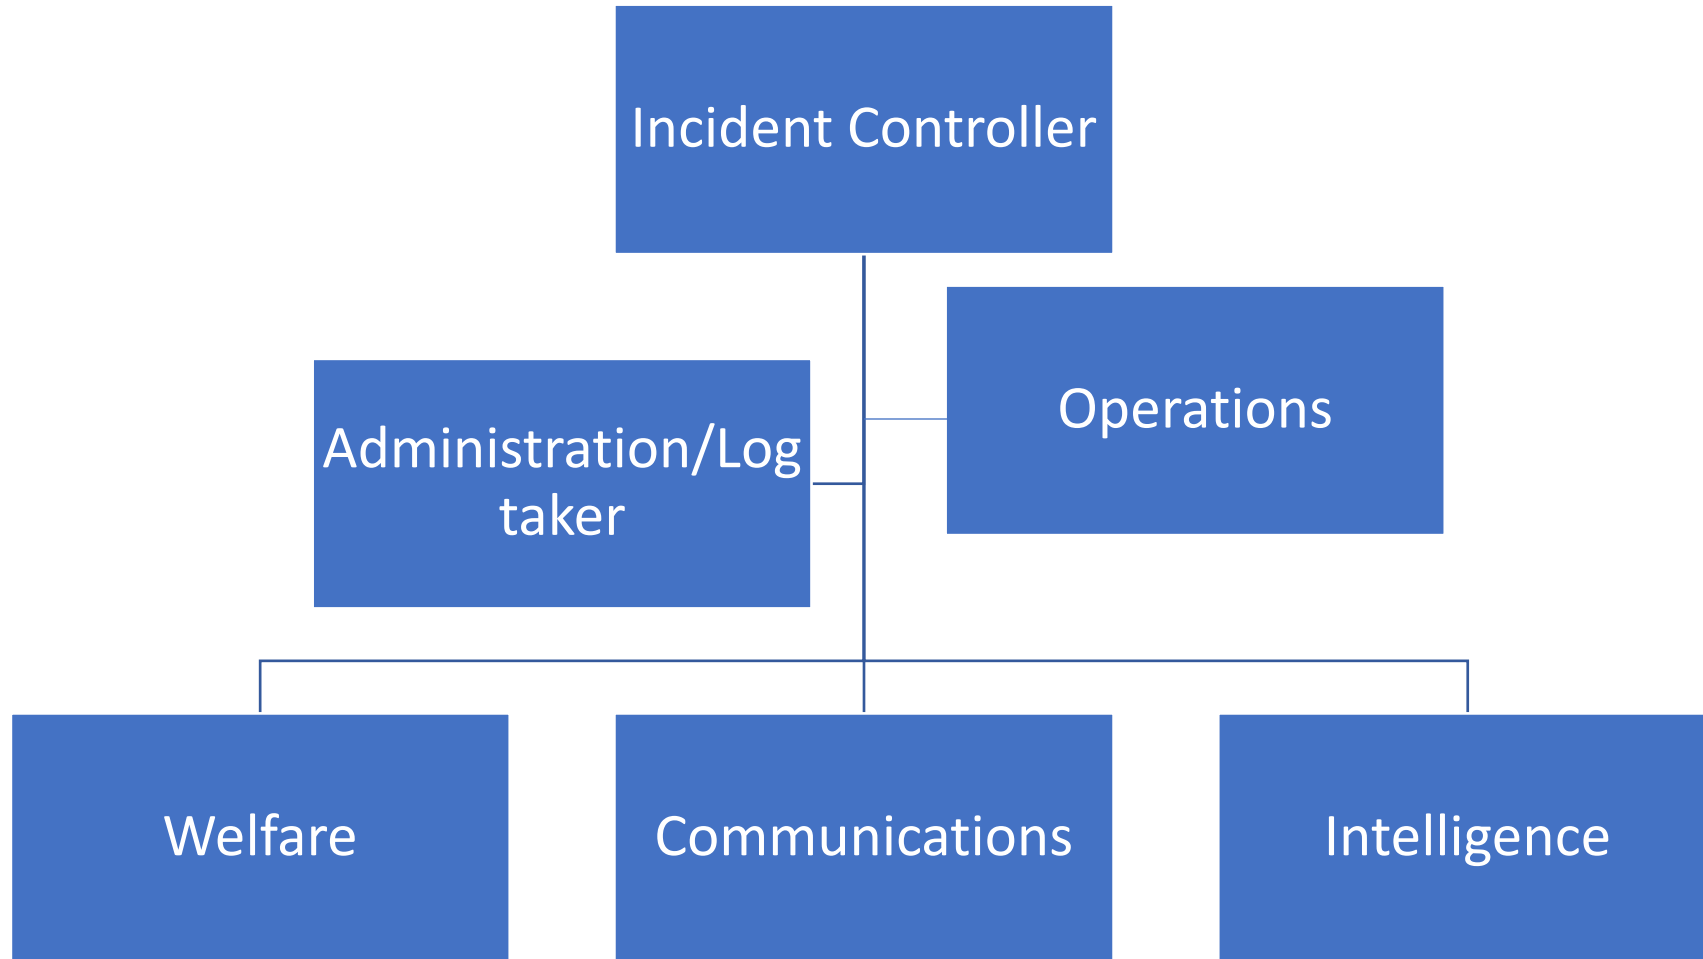 Incident Controller
Operations
Administration/Log
taker
Welfare
Communications
Intelligence